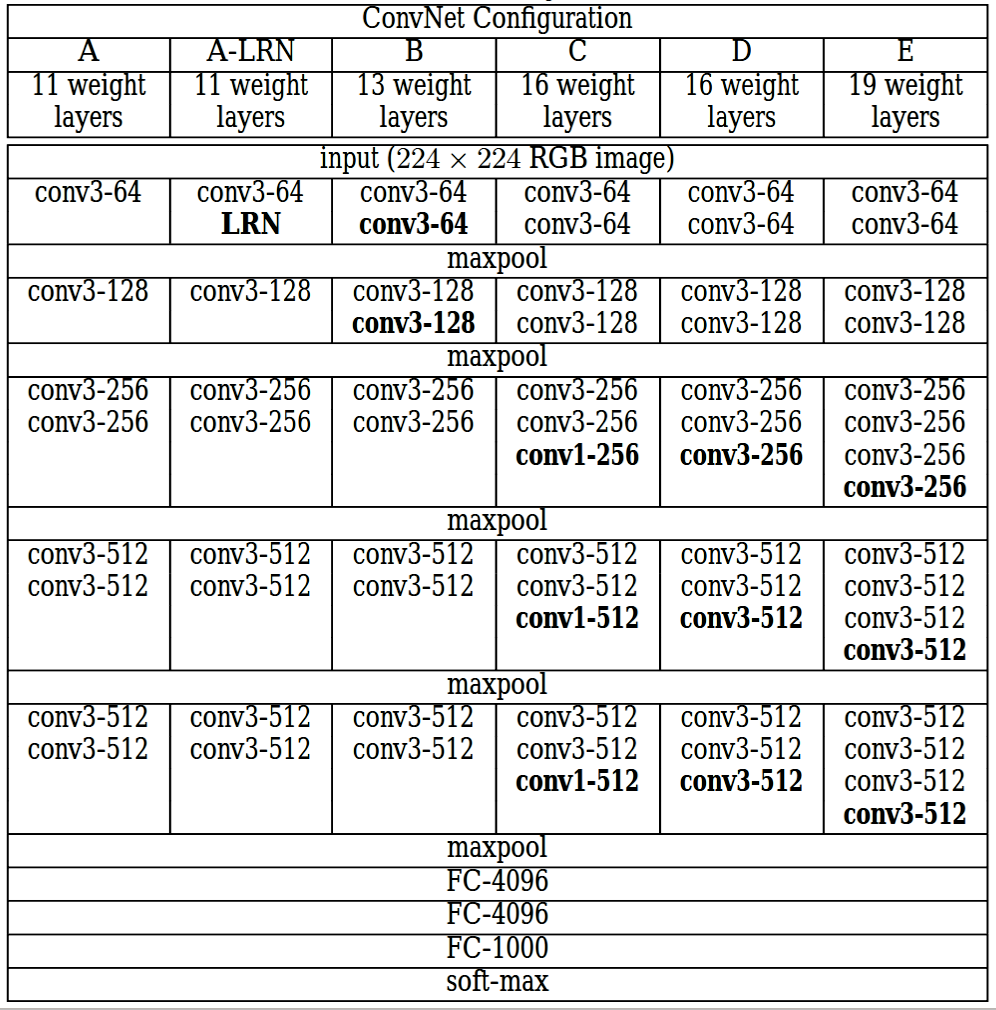 ConvNet Configuration
A A-LRN B C D E
11 weight 11 weight 13 weight 16 weight 16 weight 19 weight
layers layers layers layers layers layers
input (224 × 224 RGB image)
conv3-64 conv3-64 conv3-64 conv3-64 conv3-64 conv3-64
LRN conv3-64 conv3-64 conv3-64 conv3-64
maxpool
conv3-128 conv3-128 conv3-128 conv3-128 conv3-128 conv3-128
conv3-128 conv3-128 conv3-128 conv3-128
maxpool
conv3-256 conv3-256 conv3-256 conv3-256 conv3-256 conv3-256
conv3-256 conv3-256 conv3-256 conv3-256 conv3-256 conv3-256
conv1-256 conv3-256 conv3-256
conv3-256
maxpool
conv3-512 conv3-512 conv3-512 conv3-512 conv3-512 conv3-512
conv3-512 conv3-512 conv3-512 conv3-512 conv3-512 conv3-512
conv1-512 conv3-512 conv3-512
conv3-512
maxpool
conv3-512 conv3-512 conv3-512 conv3-512 conv3-512 conv3-512
conv3-512 conv3-512 conv3-512 conv3-512 conv3-512 conv3-512
conv1-512 conv3-512 conv3-512
conv3-512
maxpool
FC-4096
FC-4096
FC-1000
soft-max